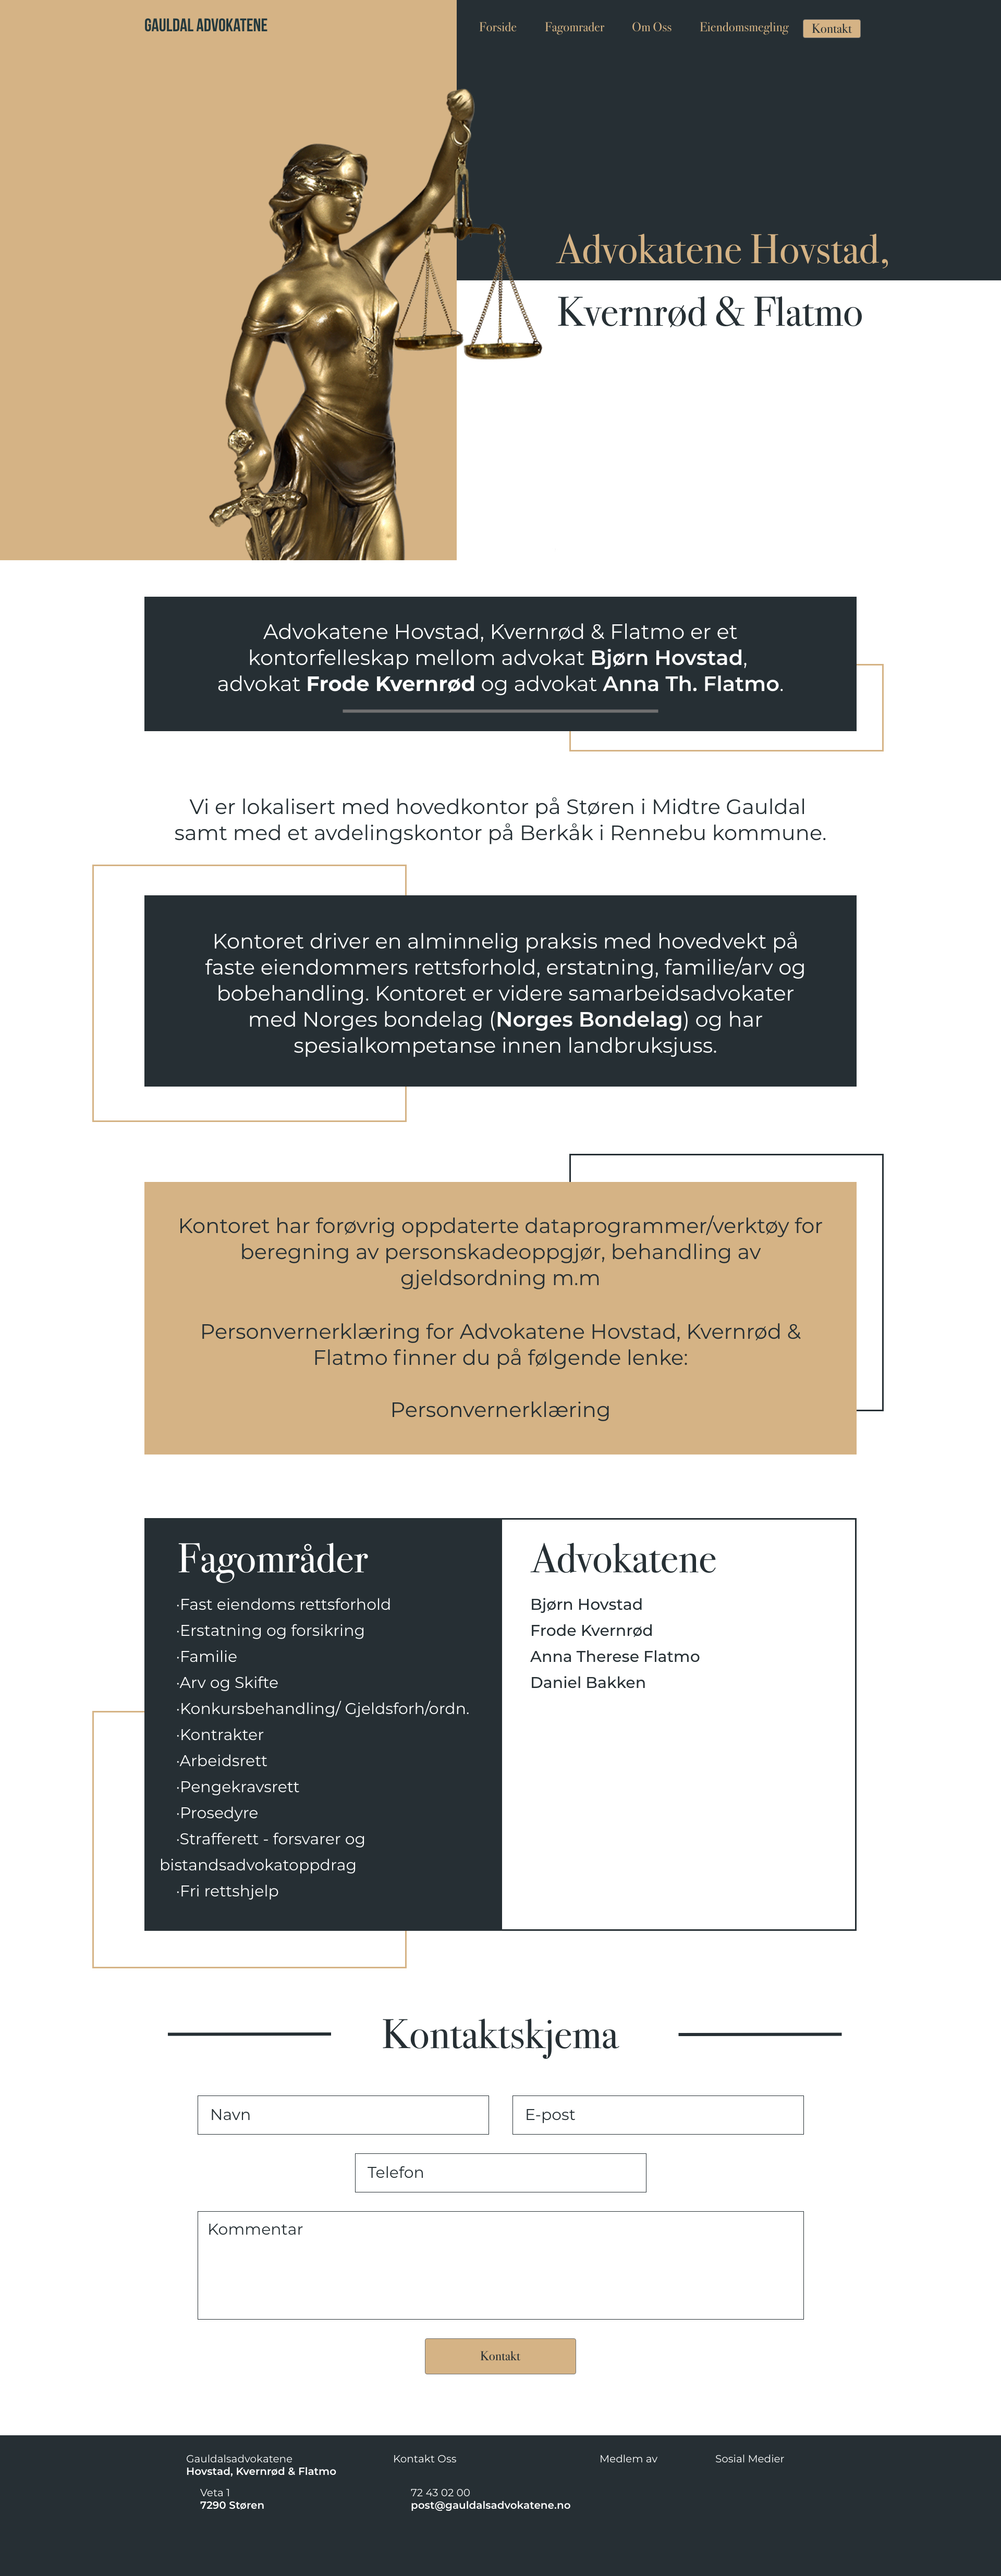 GAULDAL ADVOKATENE
Forside Fagomrader Om Oss Eiendomsmegling Kontakt
Advokatene Hovstad,
Kvernrød & Flatmo
Advokatene Hovstad, Kvernrød & Flatmo er et
kontorfelleskap mellom advokat Bjørn Hovstad,
advokat Frode Kvernrød og advokat Anna Th. Flatmo.
Vi er lokalisert med hovedkontor på Støren i Midtre Gauldal
samt med et avdelingskontor på Berkåk i Rennebu kommune.
Kontoret driver en alminnelig praksis med hovedvekt på
faste eiendommers rettsforhold, erstatning, familie/arv og
bobehandling. Kontoret er videre samarbeidsadvokater
med Norges bondelag (Norges Bondelag) og har
spesialkompetanse innen landbruksjuss.
Kontoret har forøvrig oppdaterte dataprogrammer/verktøy for
beregning av personskadeoppgjør, behandling av
gjeldsordning m.m
Personvernerklæring for Advokatene Hovstad, Kvernrød &
Flatmo finner du på følgende lenke:
Personvernerklæring
Fagområder
·Fast eiendoms rettsforhold
·Erstatning og forsikring
·Familie
·Arv og Skifte
·Konkursbehandling/ Gjeldsforh/ordn.
·Kontrakter
·Arbeidsrett
·Pengekravsrett
·Prosedyre
·Strafferett - forsvarer og
bistandsadvokatoppdrag
·Fri rettshjelp
Advokatene
Bjørn Hovstad
Frode Kvernrød
Anna Therese Flatmo
Daniel Bakken
Kontaktskjema
Navn
E-post
Telefon
Kommentar
Kontakt
Gauldalsadvokatene
Hovstad, Kvernrød & Flatmo
Veta 1
7290 Støren
Kontakt Oss
72 43 02 00
post@gauldalsadvokatene.no
Medlem av
Sosial Medier